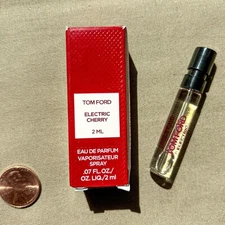 TOM FORD
ELECTRIC
CHERRY
2 ML
EAU DE PARFUM
VAPORISATEUR
SPRAY
.07 FL.OZ./
OZ. LIQ./2 ml
TOM FORD